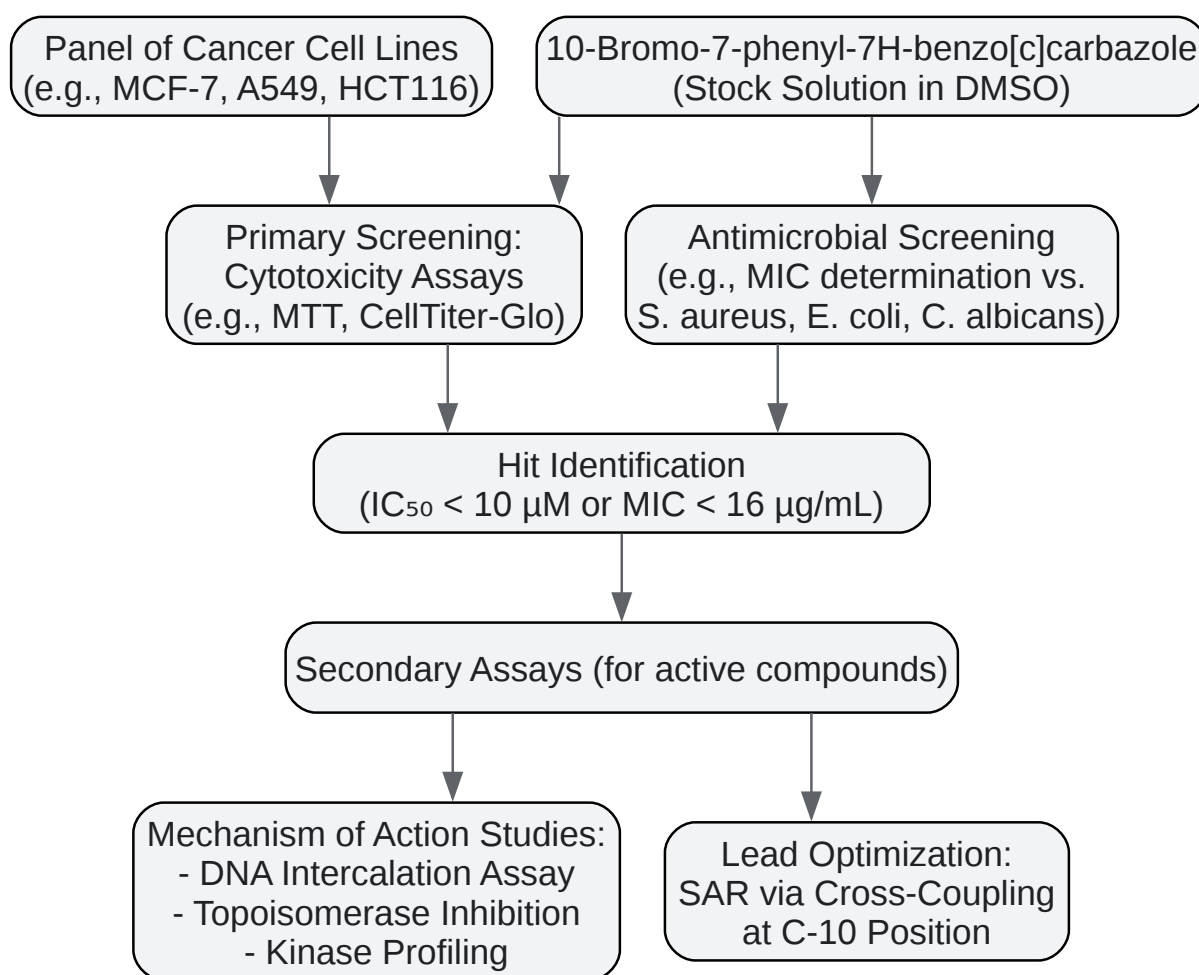 Panel of Cancer Cell Lines
(e.g., MCF-7, A549, HCT116)
10-Bromo-7-phenyl-7H-benzo[c]carbazole
(Stock Solution in DMSO)
Primary Screening:
Cytotoxicity Assays
(e.g., MTT, CellTiter-Glo)
Antimicrobial Screening
(e.g., MIC determination vs.
S. aureus, E. coli, C. albicans)
Hit Identification
(IC₅₀ < 10 µM or MIC < 16 µg/mL)
Secondary Assays (for active compounds)
Mechanism of Action Studies:
- DNA Intercalation Assay
- Topoisomerase Inhibition
- Kinase Profiling
Lead Optimization:
SAR via Cross-Coupling
at C-10 Position